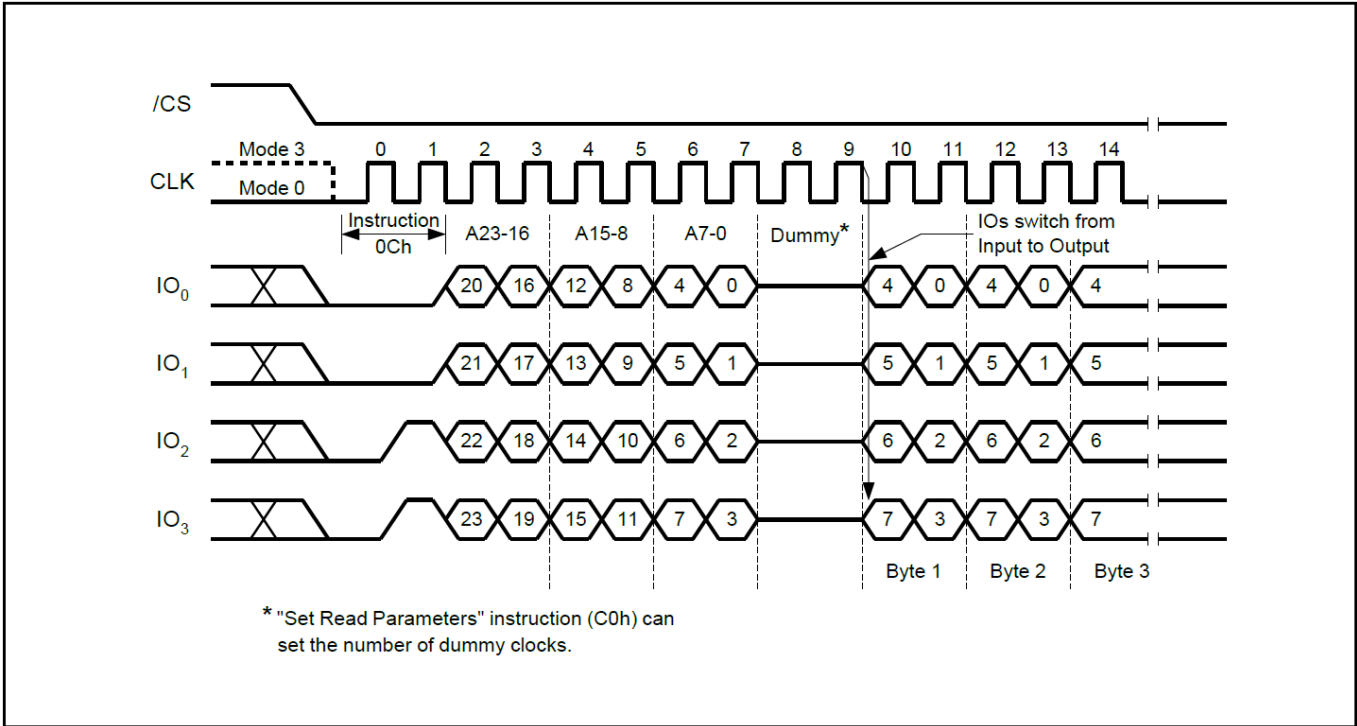 /CS
Mode 3 0 1 2 3 4 5 6 7 8 9 10 11 12 13 14
CLK
Mode 0
Instruction
0Ch
A23-16 A15-8 A7-0 Dummy*
IOs switch from
Input to Output
IO0 20 16 12 8 4 0 4 0 4 0 4
IO1 21 17 13 9 5 1 5 1 5 1 5
IO2 22 18 14 10 6 2 6 2 6 2 6
IO3 23 19 15 11 7 3 7 3 7 3 7
Byte 1 Byte 2 Byte 3
* "Set Read Parameters" instruction (C0h) can
set the number of dummy clocks.